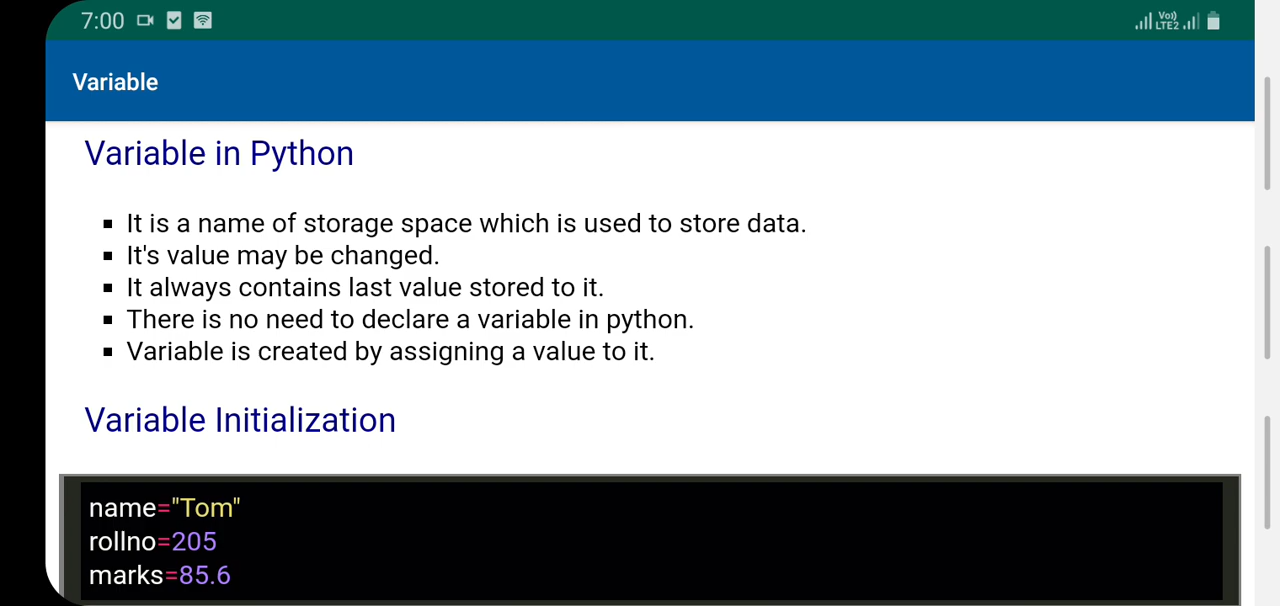 7:00
Vo))
LTE2
Variable
Variable in Python
▪ It is a name of storage space which is used to store data.
▪ It's value may be changed.
▪ It always contains last value stored to it.
▪ There is no need to declare a variable in python.
▪ Variable is created by assigning a value to it.
Variable Initialization
name="Tom"
rollno=205
marks=85.6